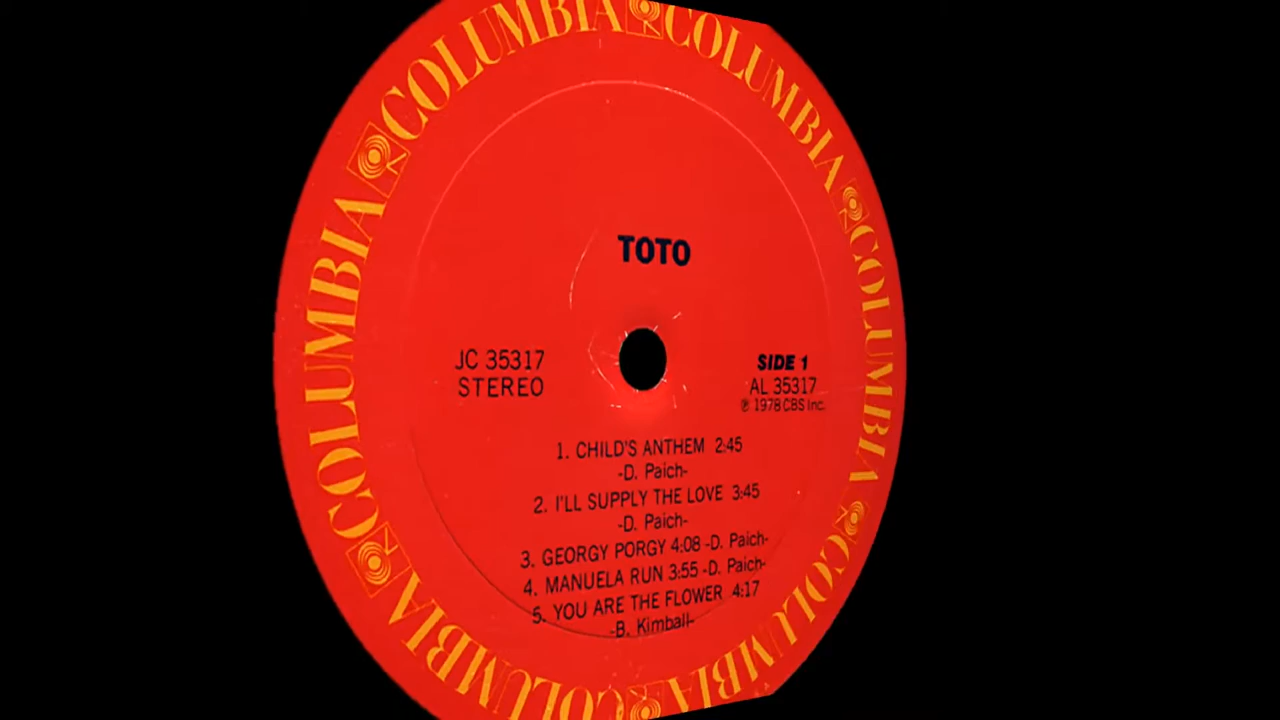 COLUMBIA COLUMBIA COLUMBIA COLUMBIA COLUMBIA COLUMBIA COLUMBIA COLUMBIA
TOTO
JC 35317
STEREO
SIDE 1
AL 35317
℗ 1978 CBS Inc.
1. CHILD'S ANTHEM 2:45
-D. Paich-
2. I'LL SUPPLY THE LOVE 3:45
-D. Paich-
3. GEORGY PORGY 4:08 -D. Paich-
4. MANUELA RUN 3:55 -D. Paich-
5. YOU ARE THE FLOWER 4:17
-B. Kimball-